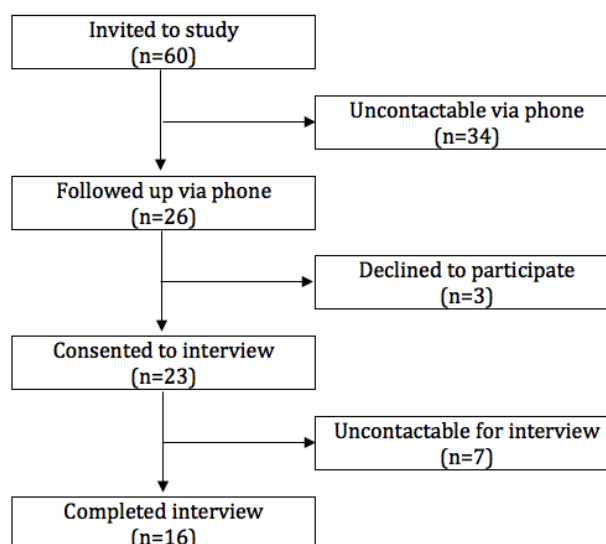 Invited to study
(n=60)
Uncontactable via phone
(n=34)
Followed up via phone
(n=26)
Declined to participate
(n=3)
Consented to interview
(n=23)
Uncontactable for interview
(n=7)
Completed interview
(n=16)